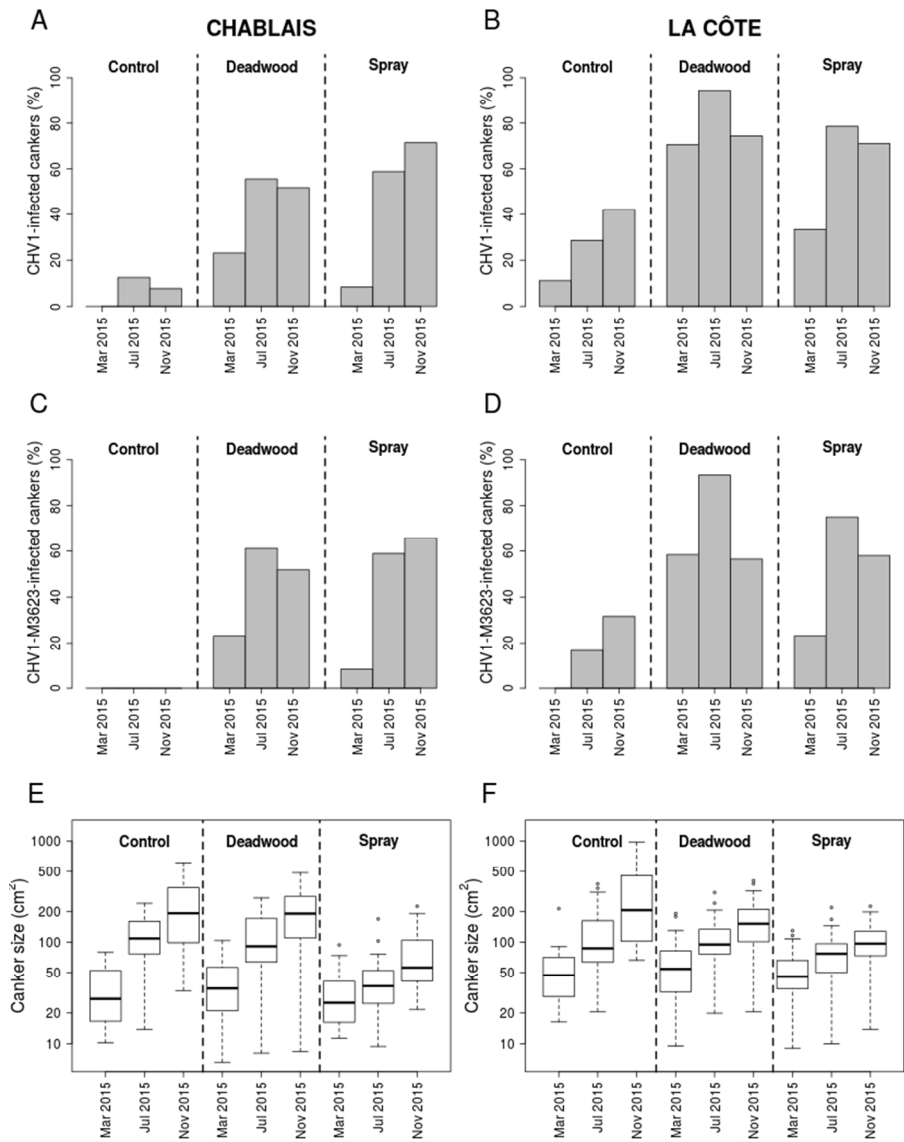 A
CHABLAIS
B
LA CÔTE
Control
Deadwood
Spray
CHV1-infected cankers (%)
0
20
40
60
80
100
Mar 2015
Jul 2015
Nov 2015
Mar 2015
Jul 2015
Nov 2015
Mar 2015
Jul 2015
Nov 2015
Control
Deadwood
Spray
CHV1-infected cankers (%)
0
20
40
60
80
100
Mar 2015
Jul 2015
Nov 2015
Mar 2015
Jul 2015
Nov 2015
Mar 2015
Jul 2015
Nov 2015
C
Control
Deadwood
Spray
CHV1-M3623-infected cankers (%)
0
20
40
60
80
100
Mar 2015
Jul 2015
Nov 2015
Mar 2015
Jul 2015
Nov 2015
Mar 2015
Jul 2015
Nov 2015
D
Control
Deadwood
Spray
CHV1-M3623-infected cankers (%)
0
20
40
60
80
100
Mar 2015
Jul 2015
Nov 2015
Mar 2015
Jul 2015
Nov 2015
Mar 2015
Jul 2015
Nov 2015
E
Control
Deadwood
Spray
Canker size (cm²)
1000
500
200
100
50
20
10
Mar 2015
Jul 2015
Nov 2015
Mar 2015
Jul 2015
Nov 2015
Mar 2015
Jul 2015
Nov 2015
F
Control
Deadwood
Spray
Canker size (cm²)
1000
500
200
100
50
20
10
Mar 2015
Jul 2015
Nov 2015
Mar 2015
Jul 2015
Nov 2015
Mar 2015
Jul 2015
Nov 2015